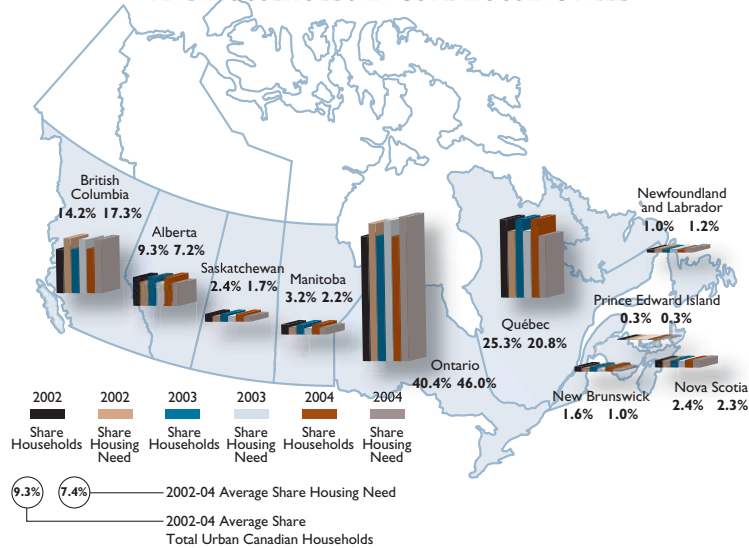 British
Columbia
14.2% 17.3%
Alberta
9.3% 7.2%
Saskatchewan
2.4% 1.7%
Manitoba
3.2% 2.2%
Ontario
40.4% 46.0%
Québec
25.3% 20.8%
Newfoundland
and Labrador
1.0% 1.2%
Prince Edward Island
0.3% 0.3%
New Brunswick
1.6% 1.0%
Nova Scotia
2.4% 2.3%
2002 2002 2003 2003 2004 2004
Share Households
Share Housing Need
Share Households
Share Housing Need
Share Households
Share Housing Need
9.3% 7.4% 2002-04 Average Share Housing Need
2002-04 Average Share
Total Urban Canadian Households